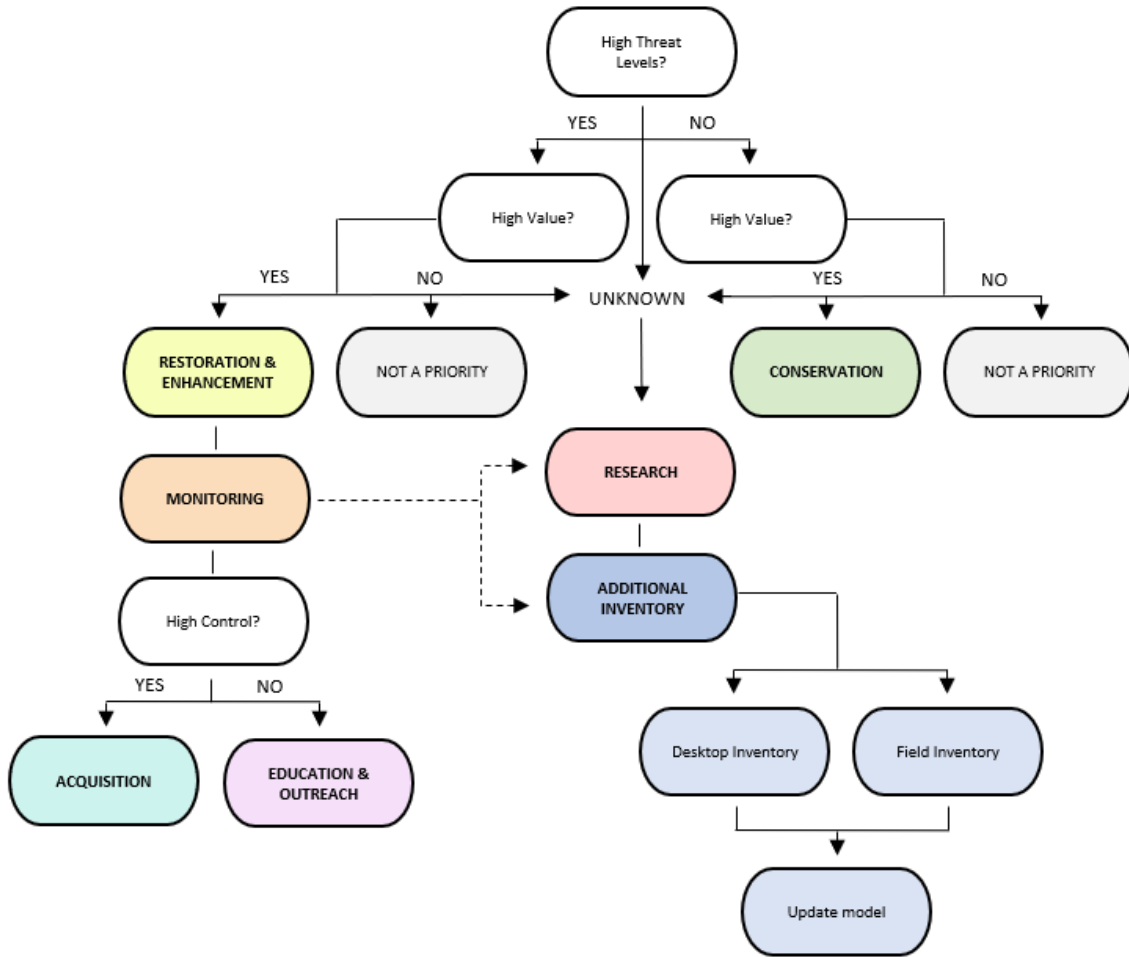 High Threat
Levels?
YES
NO
High Value?
High Value?
YES
NO
UNKNOWN
YES
NO
RESTORATION &
ENHANCEMENT
NOT A PRIORITY
CONSERVATION
NOT A PRIORITY
MONITORING
RESEARCH
High Control?
ADDITIONAL
INVENTORY
YES
NO
ACQUISITION
EDUCATION &
OUTREACH
Desktop Inventory
Field Inventory
Update model